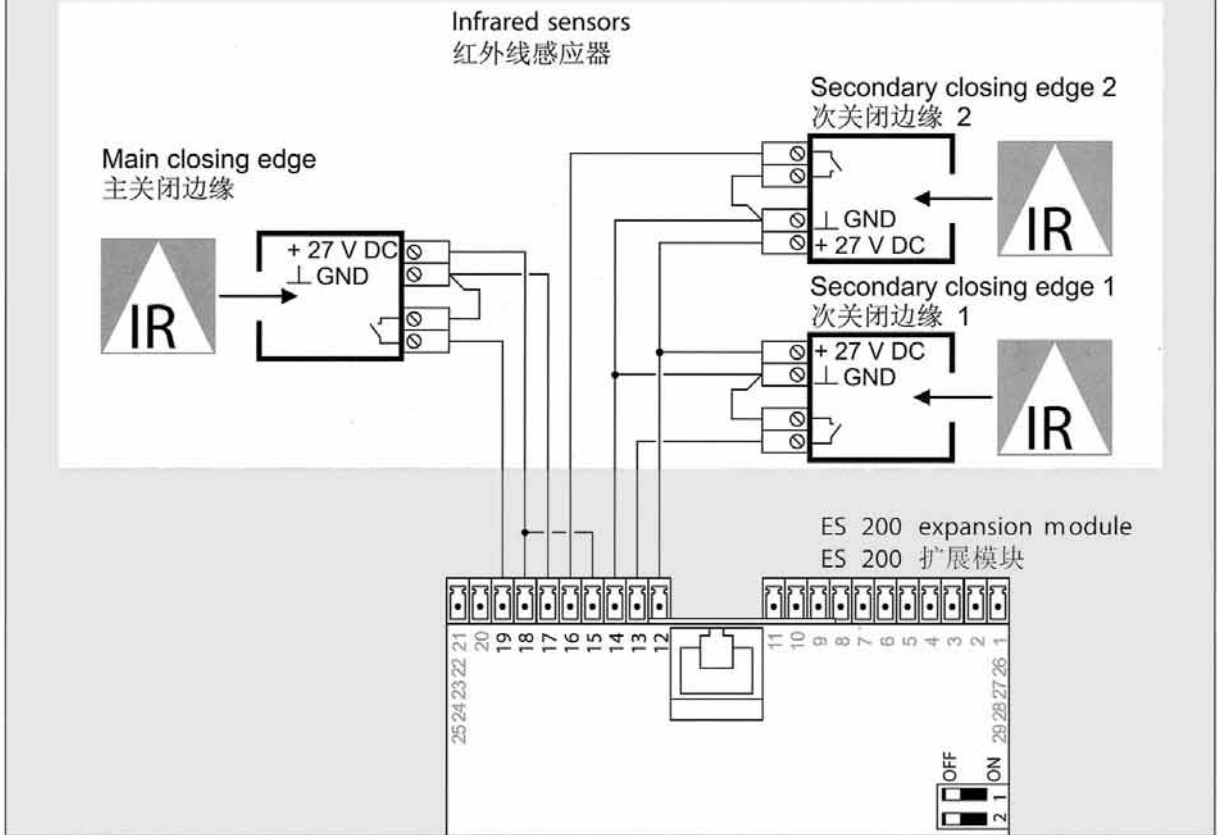 Infrared sensors
红外线感应器
Main closing edge
主关闭边缘
+ 27 V DC
⊥ GND
IR
Secondary closing edge 2
次关闭边缘 2
⊥ GND
+ 27 V DC
IR
Secondary closing edge 1
次关闭边缘 1
+ 27 V DC
⊥ GND
IR
ES 200 expansion module
ES 200 扩展模块
21 20 19 18 17 16 15 14 13 12
11 10 9 8 7 6 5 4 3 2 1
25 24 23 22
29 28 27 26
OFF ON
1
2